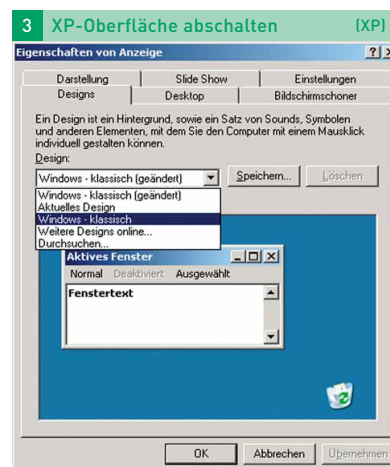 3 XP-Oberfläche abschalten (XP)
Eigenschaften von Anzeige
Darstellung Slide Show Einstellungen
Designs Desktop Bildschirmschoner
Ein Design ist ein Hintergrund, sowie ein Satz von Sounds, Symbolen
und anderen Elementen, mit dem Sie den Computer mit einem Mausklick
individuell gestalten können.
Design:
Windows - klassisch (geändert) Speichern... Löschen
Windows - klassisch (geändert)
Aktuelles Design
Windows - klassisch
Weitere Designs online...
Durchsuchen...
Aktives Fenster
Normal Deaktiviert Ausgewählt
Fenstertext
OK Abbrechen Übernehmen